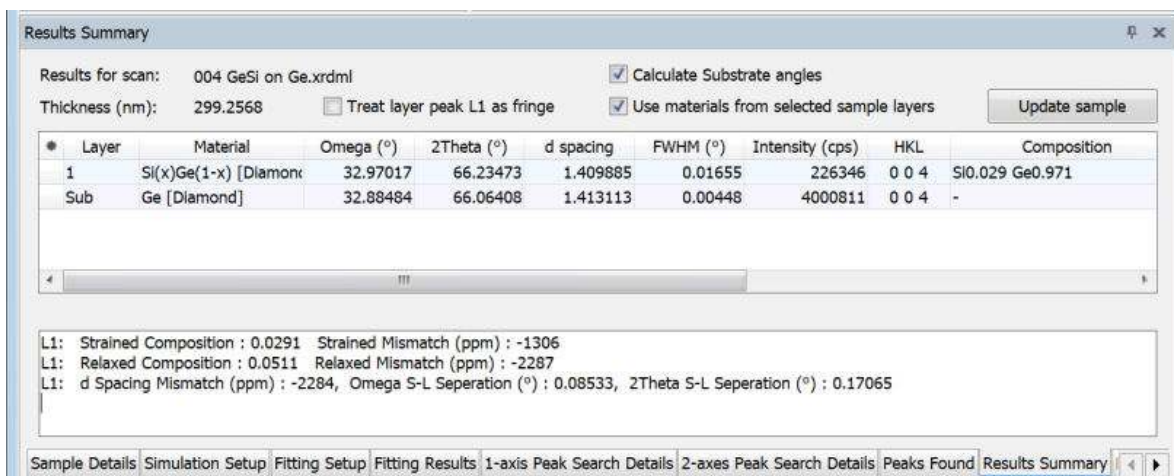 Results Summary
Results for scan: 004 GeSi on Ge.xrdml Calculate Substrate angles
Thickness (nm): 299.2568 Treat layer peak L1 as fringe Use materials from selected sample layers Update sample
Layer Material Omega (°) 2Theta (°) d spacing FWHM (°) Intensity (cps) HKL Composition
1 Si(x)Ge(1-x) [Diamond 32.97017 66.23473 1.409885 0.01655 226346 0 0 4 Si0.029 Ge0.971
Sub Ge [Diamond] 32.88484 66.06408 1.413113 0.00448 4000811 0 0 4 -
L1: Strained Composition : 0.0291 Strained Mismatch (ppm) : -1306
L1: Relaxed Composition : 0.0511 Relaxed Mismatch (ppm) : -2287
L1: d Spacing Mismatch (ppm) : -2284, Omega S-L Seperation (°) : 0.08533, 2Theta S-L Seperation (°) : 0.17065
Sample Details Simulation Setup Fitting Setup Fitting Results 1-axis Peak Search Details 2-axes Peak Search Details Peaks Found Results Summary